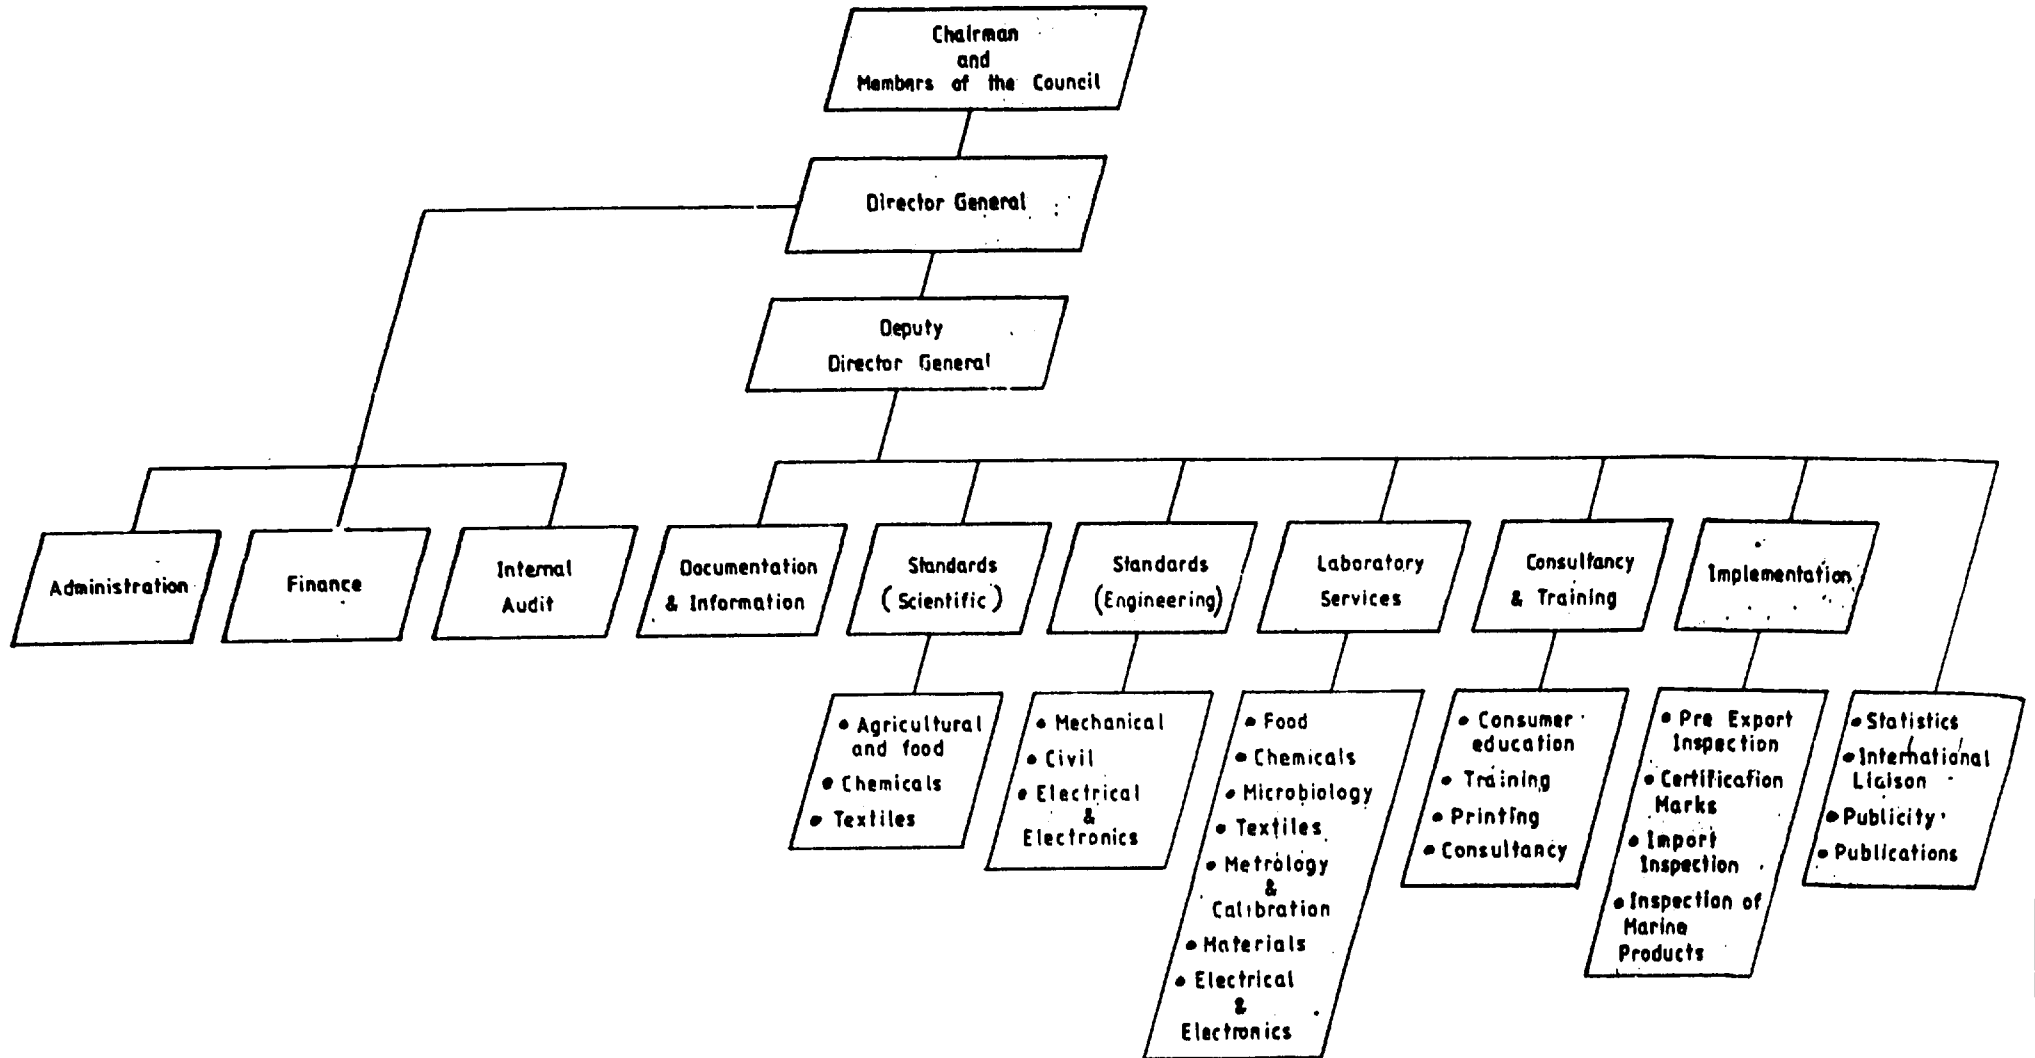 Chairman
and
Members of the Council
Director General
Deputy
Director General
Administration
Finance
Internal
Audit
Documentation
& Information
Standards
(Scientific)
Standards
(Engineering)
Laboratory
Services
Consultancy
& Training
Implementation
• Agricultural
and food
• Chemicals
• Textiles
• Mechanical
• Civil
• Electrical
&
Electronics
• Food
• Chemicals
• Microbiology
• Textiles
• Metrology
&
Calibration
• Materials
• Electrical
&
Electronics
• Consumer
education
• Training
• Printing
• Consultancy
• Pre Export
Inspection
• Certification
Marks
• Import
Inspection
• Inspection of
Marine
Products
• Statistics
• International
Liaison
• Publicity
• Publications